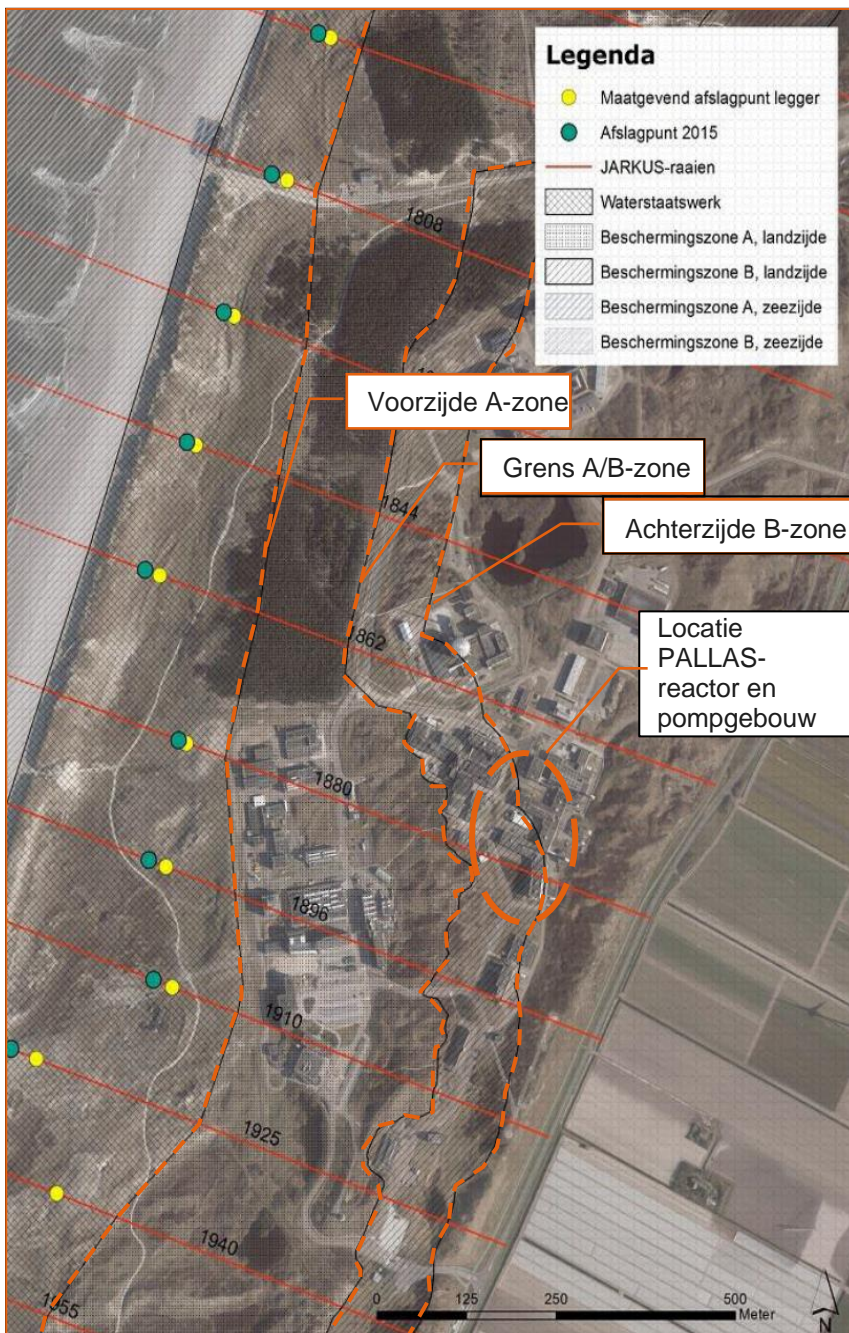 Legenda
Maatgevend afslagpunt legger
Afslagpunt 2015
JARKUS-raaien
Waterstaatswerk
Beschermingszone A, landzijde
Beschermingszone B, landzijde
Beschermingszone A, zeezijde
Beschermingszone B, zeezijde
1808
Voorzijde A-zone
Grens A/B-zone
1844
Achterzijde B-zone
1862
Locatie
PALLAS-
reactor en
pompgebouw
1880
1896
1910
1925
1940
1955
0 125 250 500
Meter
N